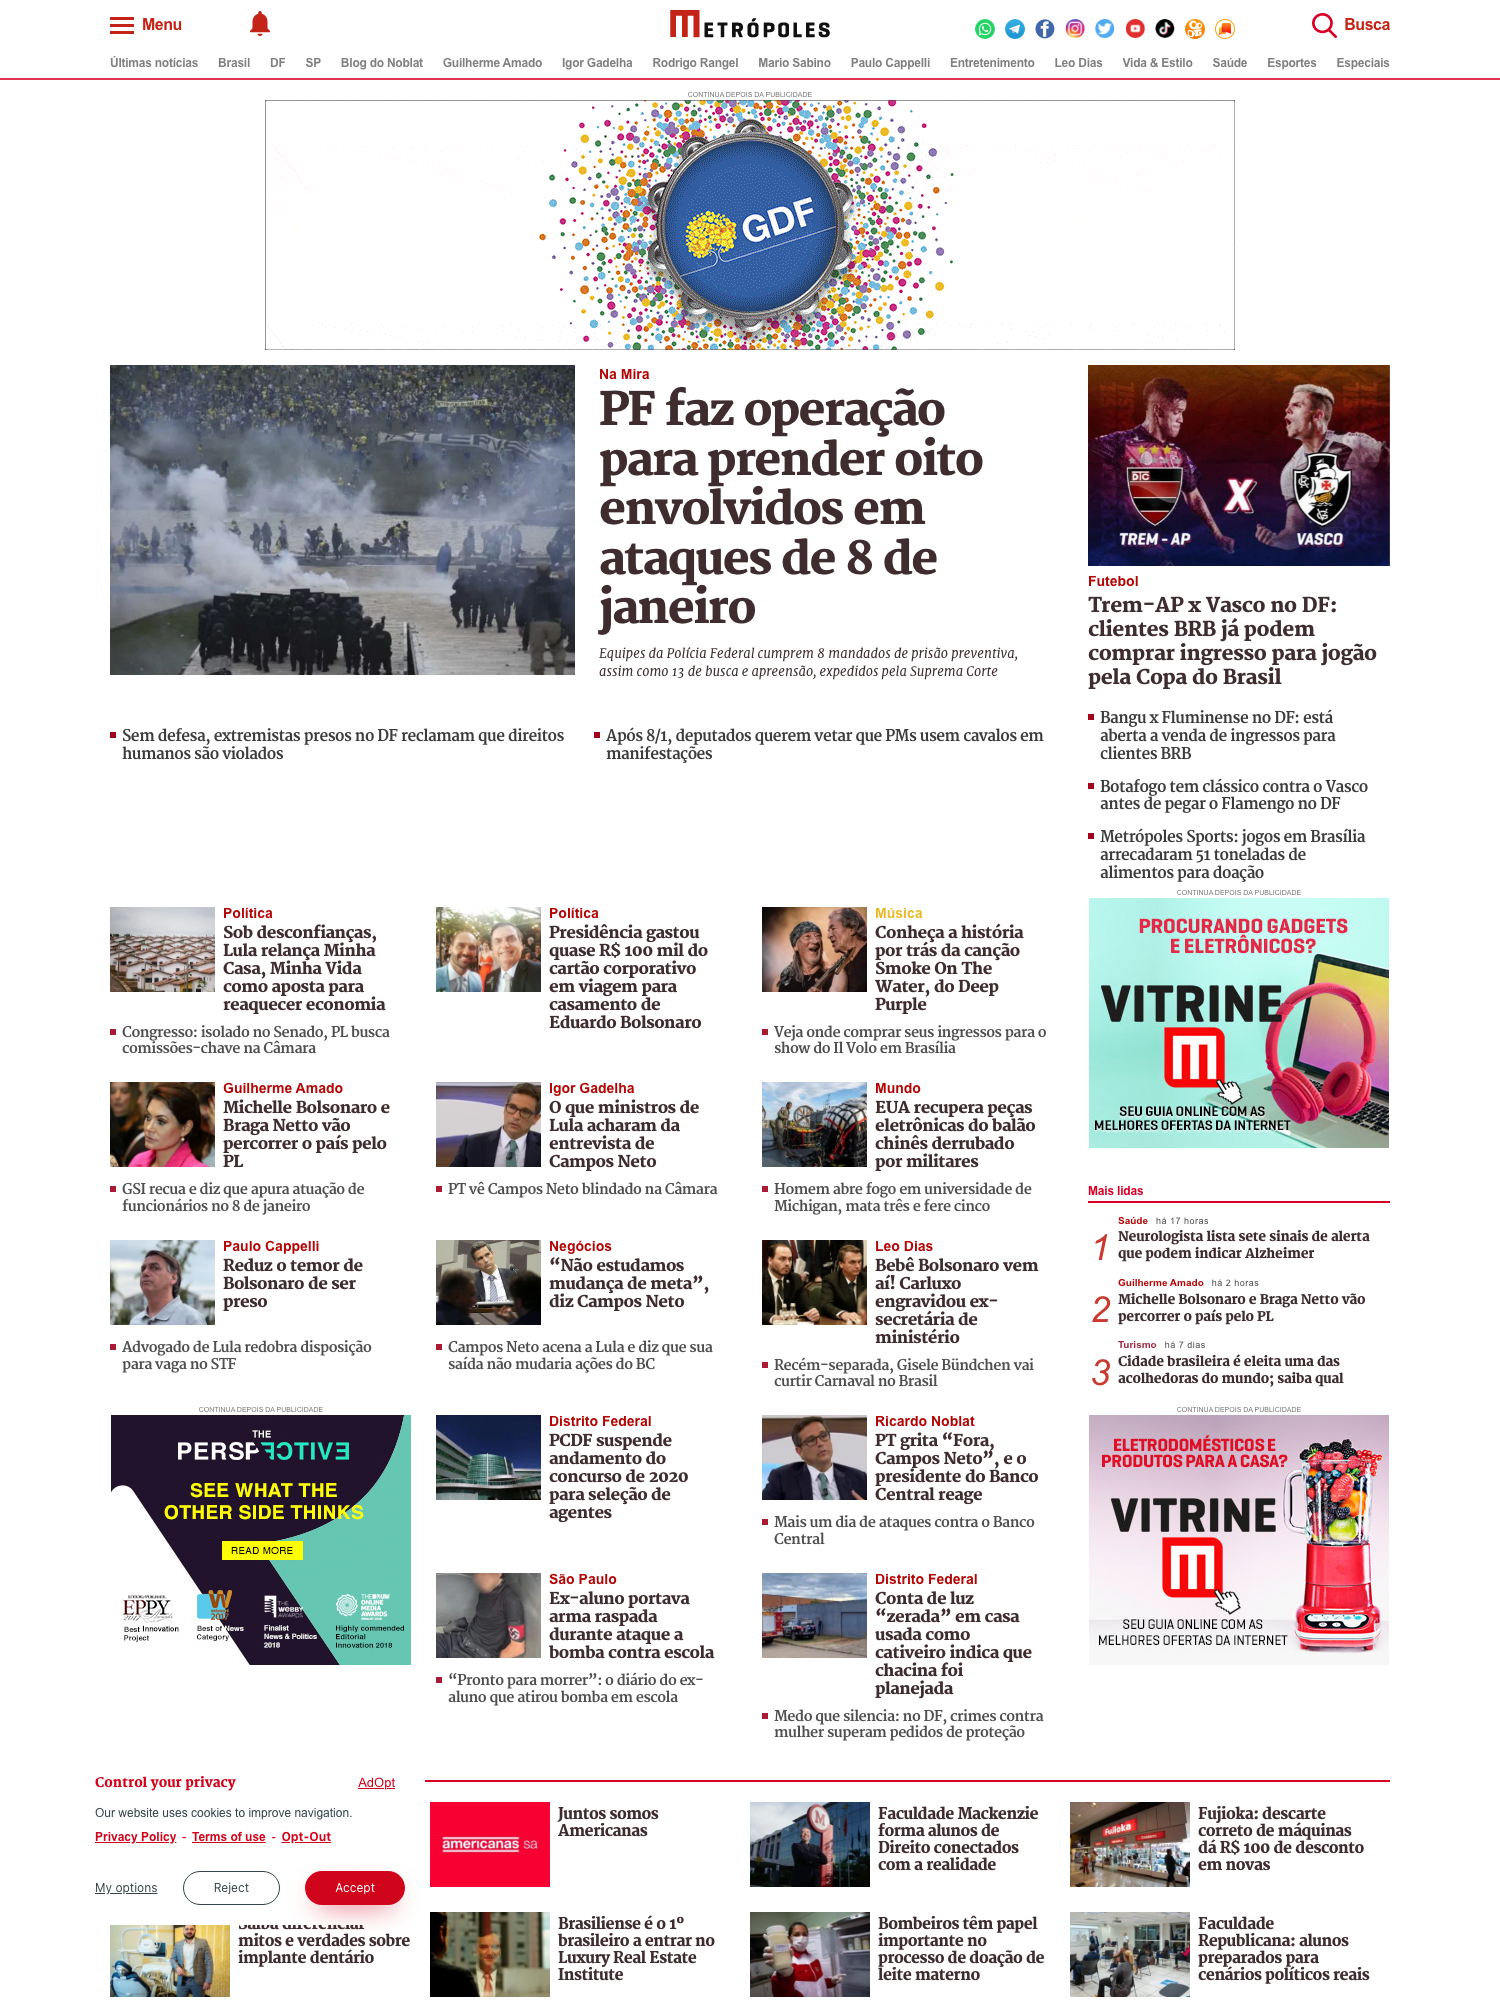 Menu
METRÓPOLES
Busca
Últimas notícias Brasil DF SP Blog do Noblat Guilherme Amado Igor Gadelha Rodrigo Rangel Mario Sabino Paulo Cappelli Entretenimento Leo Dias Vida & Estilo Saúde Esportes Especiais
CONTINUA DEPOIS DA PUBLICIDADE
GDF
Na Mira
PF faz operação
para prender oito
envolvidos em
ataques de 8 de
janeiro
Equipes da Polícia Federal cumprem 8 mandados de prisão preventiva,
assim como 13 de busca e apreensão, expedidos pela Suprema Corte
Sem defesa, extremistas presos no DF reclamam que direitos
humanos são violados
Após 8/1, deputados querem vetar que PMs usem cavalos em
manifestações
DTC
X
TREM - AP
VASCO
Futebol
Trem-AP x Vasco no DF:
clientes BRB já podem
comprar ingresso para jogão
pela Copa do Brasil
Bangu x Fluminense no DF: está
aberta a venda de ingressos para
clientes BRB
Botafogo tem clássico contra o Vasco
antes de pegar o Flamengo no DF
Metrópoles Sports: jogos em Brasília
arrecadaram 51 toneladas de
alimentos para doação
CONTINUA DEPOIS DA PUBLICIDADE
PROCURANDO GADGETS
E ELETRÔNICOS?
VITRINE
M
SEU GUIA ONLINE COM AS
MELHORES OFERTAS DA INTERNET
Política
Sob desconfianças,
Lula relança Minha
Casa, Minha Vida
como aposta para
reaquecer economia
Congresso: isolado no Senado, PL busca
comissões-chave na Câmara
Política
Presidência gastou
quase R$ 100 mil do
cartão corporativo
em viagem para
casamento de
Eduardo Bolsonaro
Música
Conheça a história
por trás da canção
Smoke On The
Water, do Deep
Purple
Veja onde comprar seus ingressos para o
show do Il Volo em Brasília
Guilherme Amado
Michelle Bolsonaro e
Braga Netto vão
percorrer o país pelo
PL
GSI recua e diz que apura atuação de
funcionários no 8 de janeiro
Igor Gadelha
O que ministros de
Lula acharam da
entrevista de
Campos Neto
PT vê Campos Neto blindado na Câmara
Mundo
EUA recupera peças
eletrônicas do balão
chinês derrubado
por militares
Homem abre fogo em universidade de
Michigan, mata três e fere cinco
Mais lidas
1
Saúde há 17 horas
Neurologista lista sete sinais de alerta
que podem indicar Alzheimer
2
Guilherme Amado há 2 horas
Michelle Bolsonaro e Braga Netto vão
percorrer o país pelo PL
3
Turismo há 7 dias
Cidade brasileira é eleita uma das
acolhedoras do mundo; saiba qual
Paulo Cappelli
Reduz o temor de
Bolsonaro de ser
preso
Advogado de Lula redobra disposição
para vaga no STF
Negócios
“Não estudamos
mudança de meta”,
diz Campos Neto
Campos Neto acena a Lula e diz que sua
saída não mudaria ações do BC
Leo Dias
Bebê Bolsonaro vem
aí! Carluxo
engravidou ex-
secretária de
ministério
Recém-separada, Gisele Bündchen vai
curtir Carnaval no Brasil
CONTINUA DEPOIS DA PUBLICIDADE
THE
PERSPECTIVE
SEE WHAT THE
OTHER SIDE THINKS
READ MORE
EPPY
Best Innovation
Project
W
2017
Best of News
Category
THE WEBBY
AWARDS
Finalist
News & Politics
2018
THE DRUM
ONLINE
MEDIA
AWARDS
Highly commended
Editorial
Innovation 2018
Distrito Federal
PCDF suspende
andamento do
concurso de 2020
para seleção de
agentes
Ricardo Noblat
PT grita “Fora,
Campos Neto”, e o
presidente do Banco
Central reage
Mais um dia de ataques contra o Banco
Central
CONTINUA DEPOIS DA PUBLICIDADE
ELETRODOMÉSTICOS E
PRODUTOS PARA A CASA?
VITRINE
M
SEU GUIA ONLINE COM AS
MELHORES OFERTAS DA INTERNET
São Paulo
Ex-aluno portava
arma raspada
durante ataque a
bomba contra escola
“Pronto para morrer”: o diário do ex-
aluno que atirou bomba em escola
Distrito Federal
Conta de luz
“zerada” em casa
usada como
cativeiro indica que
chacina foi
planejada
Medo que silencia: no DF, crimes contra
mulher superam pedidos de proteção
Control your privacy
AdOpt
Our website uses cookies to improve navigation.
Privacy Policy - Terms of use - Opt-Out
My options
Reject
Accept
americanas sa
Juntos somos
Americanas
M
Faculdade Mackenzie
forma alunos de
Direito conectados
com a realidade
Fujioka
Fujioka: descarte
correto de máquinas
dá R$ 100 de desconto
em novas
Saiba diferenciar
mitos e verdades sobre
implante dentário
Brasiliense é o 1º
brasileiro a entrar no
Luxury Real Estate
Institute
Bombeiros têm papel
importante no
processo de doação de
leite materno
Faculdade
Republicana: alunos
preparados para
cenários políticos reais